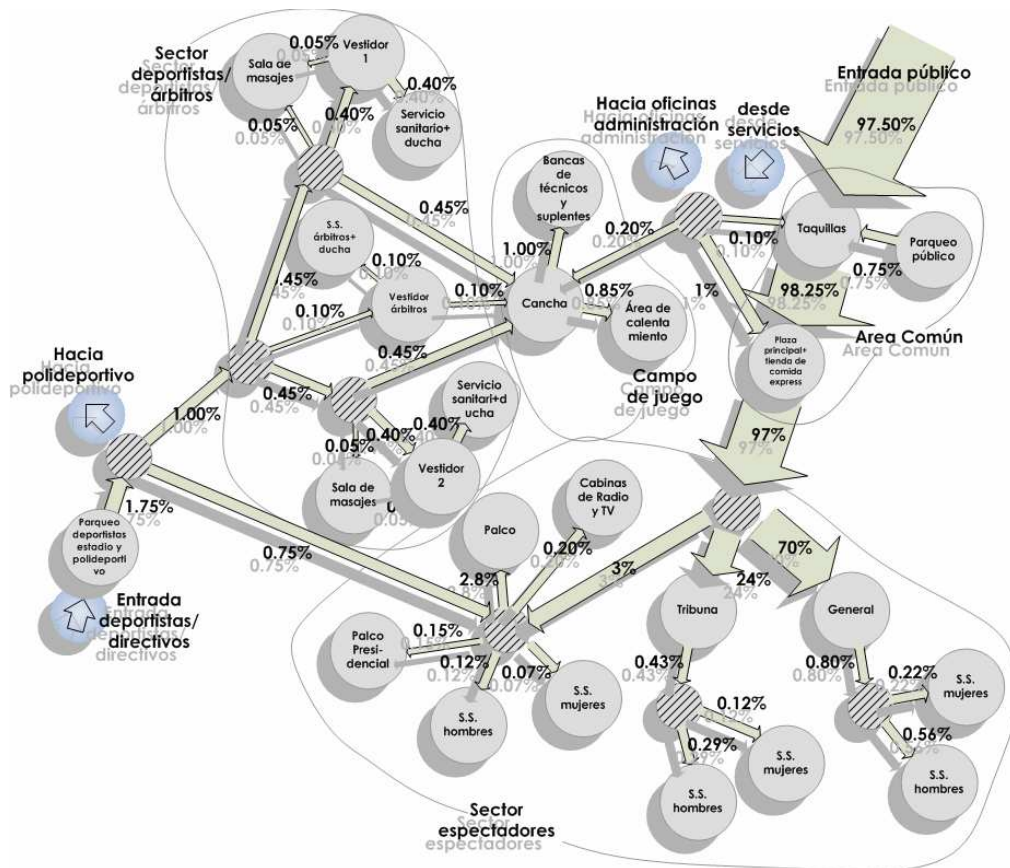 Sector
deportistas/
árbitros
0.05%
Sala de
masajes
Vestidor
1
0.40%
0.40%
Servicio
sanitario+
ducha
0.05%
Entrada público
97.50%
Hacia oficinas
administración
desde
servicios
Bancas
de
técnicos
y
suplentes
0.45%
0.20%
0.10%
Taquillas
Parqueo
público
0.75%
S.S.
árbitros+
ducha
1.00%
0.10%
.45%
0.10%
0.85%
1%
98.25%
Vestidor
árbitros
Cancha
Área de
calenta
miento
0.10%
Area Común
Plaza
principal+
tienda de
comida
express
0.45%
Hacia
polideportivo
Campo
de juego
Servicio
sanitari+d
ucha
0.45%
1.00%
0.40%
0.40%
0.05%
97%
Vestidor
2
Sala de
masajes
0.05%
Cabinas
de Radio
y TV
1.75%
Parqueo
deportistas
estadio y
polideporti
vo
Palco
0.75%
0.20%
3%
70%
24%
2.8%
Entrada
deportistas/
directivos
Tribuna
General
0.15%
Palco
Presi-
dencial
0.12%
0.07%
0.43%
0.80%
0.22%
S.S.
mujeres
S.S.
mujeres
0.12%
S.S.
hombres
0.56%
0.29%
S.S.
mujeres
S.S.
hombres
S.S.
hombres
Sector
espectadores